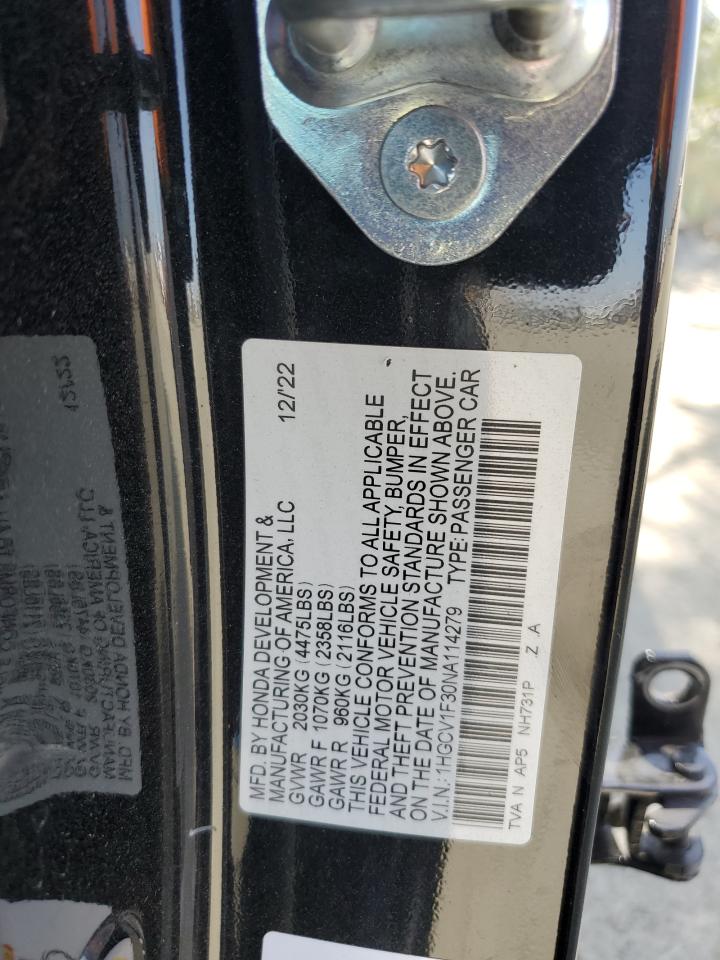 MFD. BY HONDA DEVELOPMENT &
MANUFACTURING OF AMERICA, LLC 12/'22
GVWR 2030KG (4475LBS)
GAWR F 1070KG (2358LBS)
GAWR R 960KG (2116LBS)
THIS VEHICLE CONFORMS TO ALL APPLICABLE
FEDERAL MOTOR VEHICLE SAFETY, BUMPER,
AND THEFT PREVENTION STANDARDS IN EFFECT
ON THE DATE OF MANUFACTURE SHOWN ABOVE.
V.I.N.: 1HGCV1F30NA114279 TYPE: PASSENGER CAR
TVA N AP5 NH731P Z A